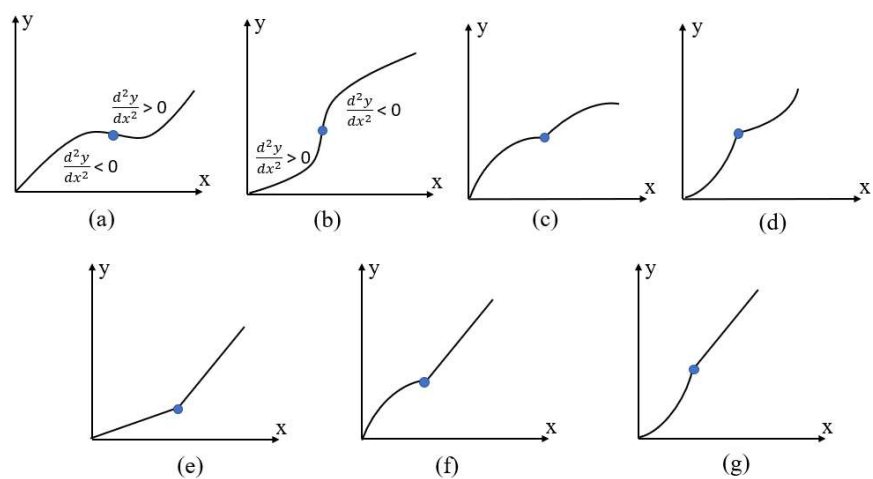 y
d²y/dx² > 0
d²y/dx² < 0
x
(a)
y
d²y/dx² < 0
d²y/dx² > 0
x
(b)
y
x
(c)
y
x
(d)
y
x
(e)
y
x
(f)
y
x
(g)